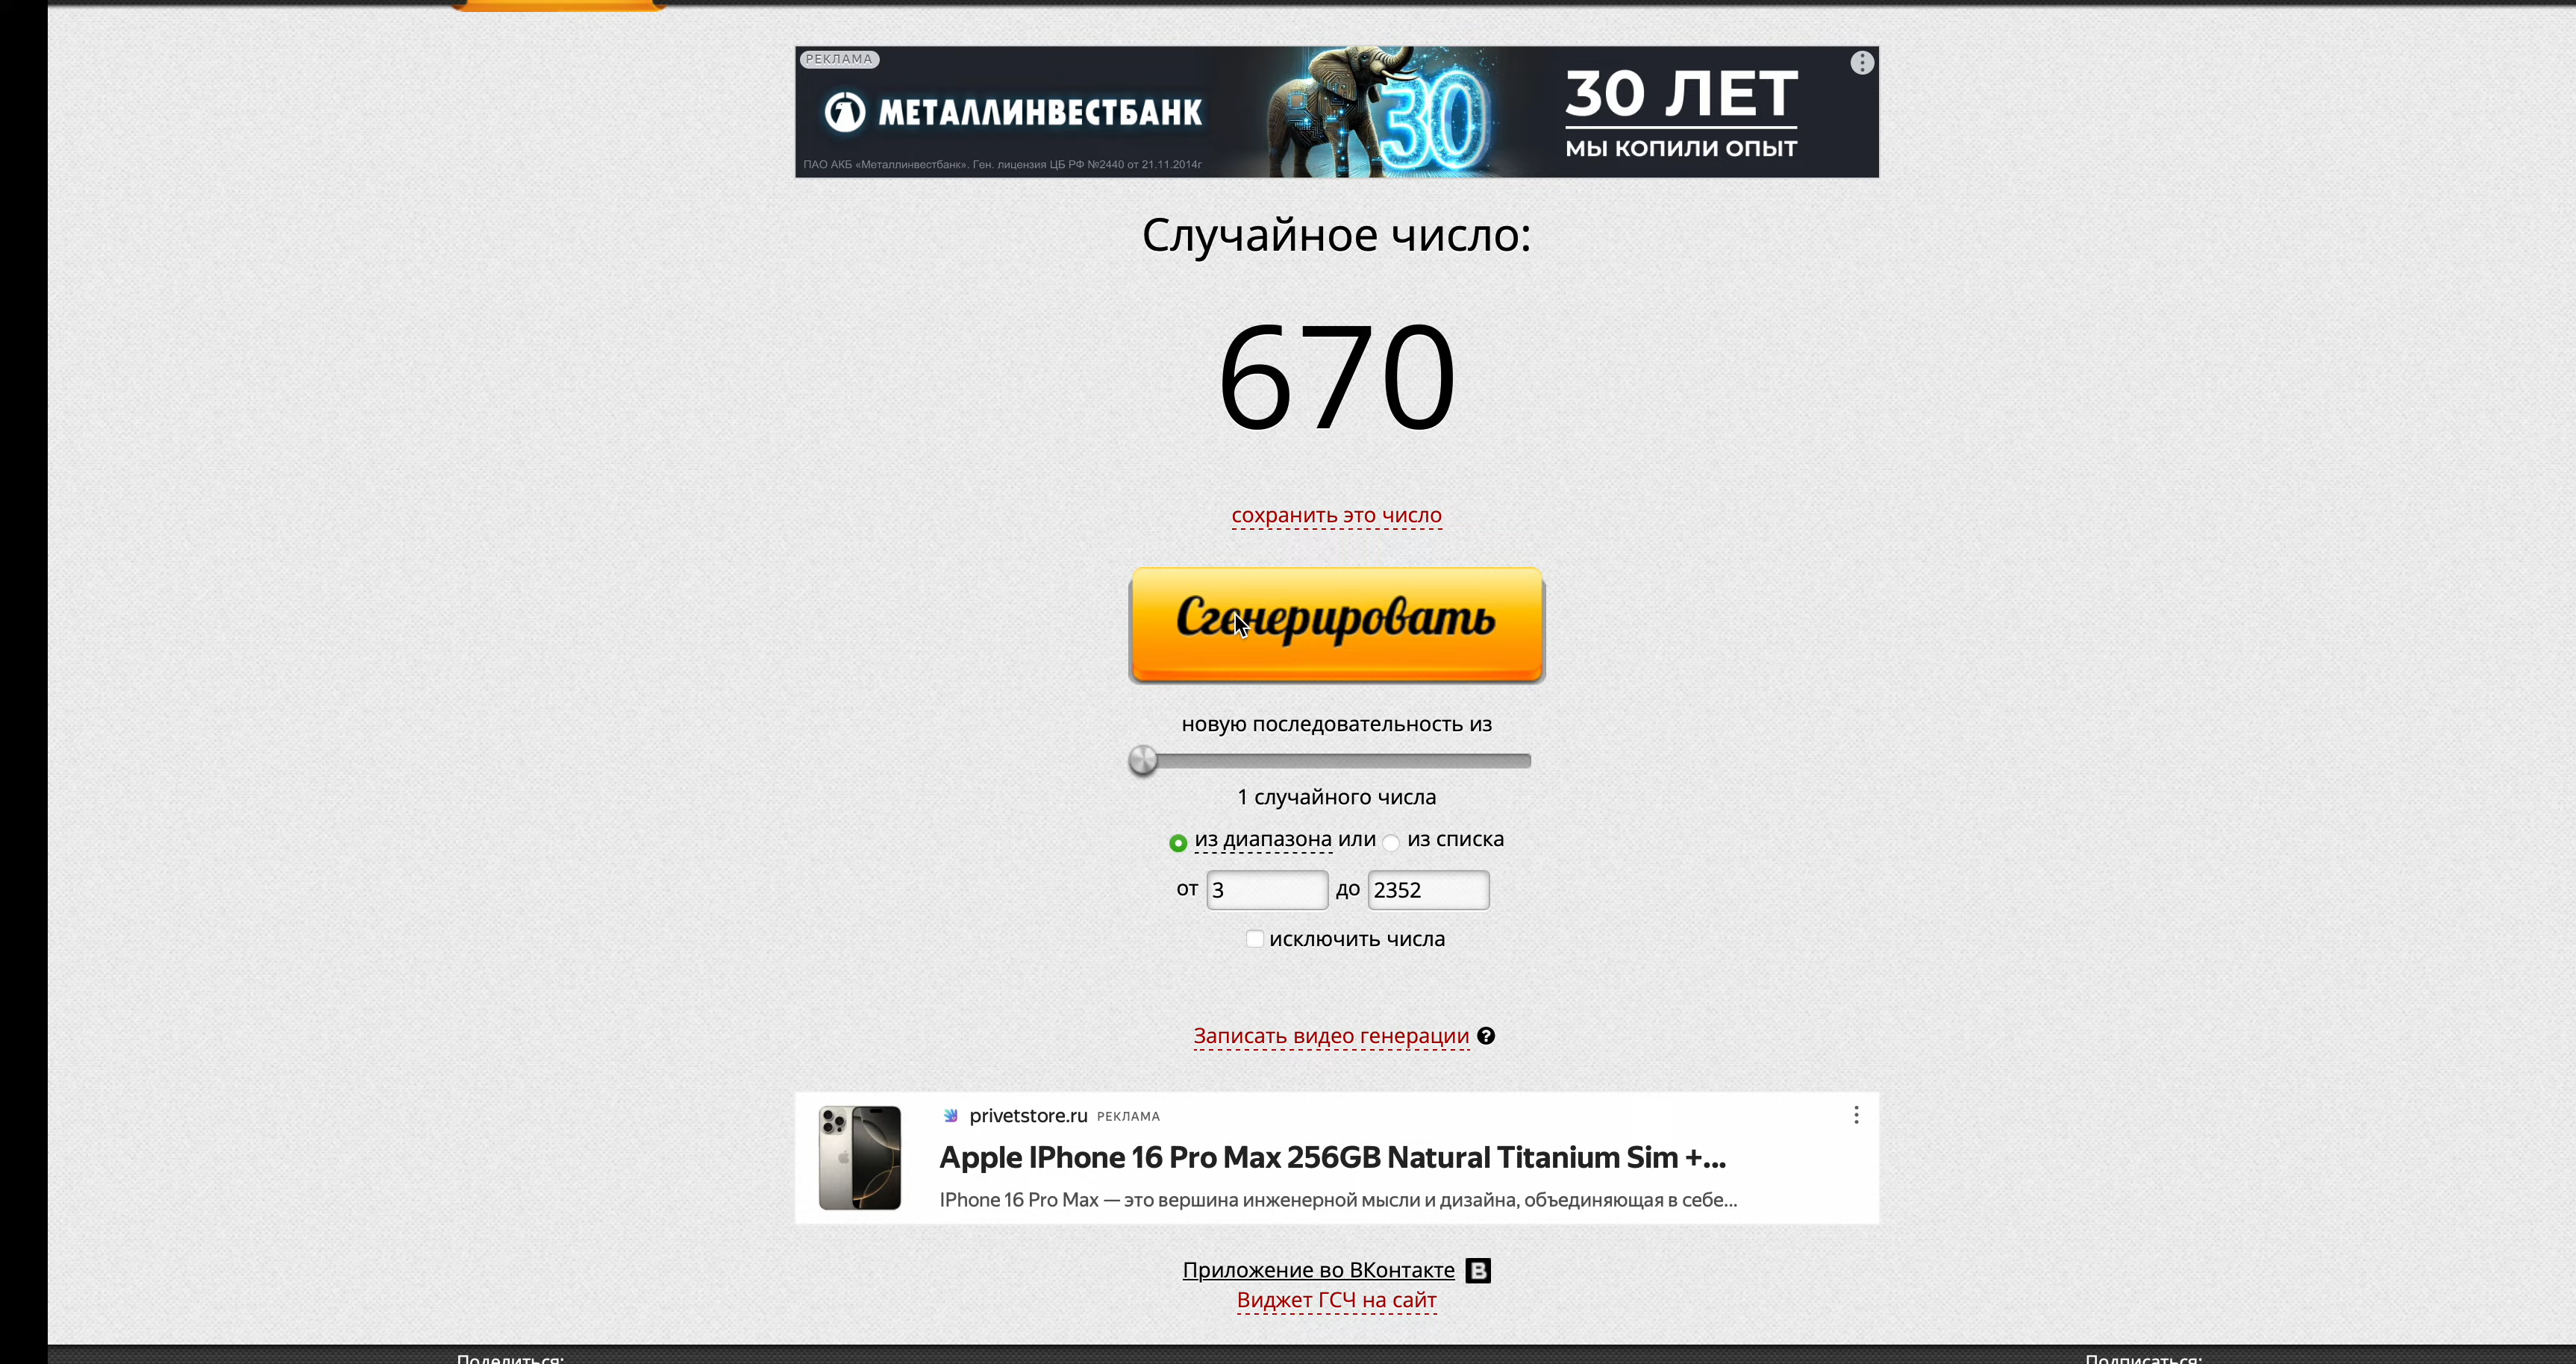 РЕКЛАМА
МЕТАЛЛИНВЕСТБАНК
ПАО АКБ «Металлинвестбанк». Ген. лицензия ЦБ РФ №2440 от 21.11.2014г
30
30 ЛЕТ
МЫ КОПИЛИ ОПЫТ
Случайное число:
670
сохранить это число
Сгенерировать
новую последовательность из
1 случайного числа
из диапазона или из списка
от 3 до 2352
исключить числа
Записать видео генерации ?
privetstore.ru РЕКЛАМА
Apple IPhone 16 Pro Max 256GB Natural Titanium Sim +...
IPhone 16 Pro Max — это вершина инженерной мысли и дизайна, объединяющая в себе...
Приложение во ВКонтакте B
Виджет ГСЧ на сайт
Поделиться:
Подписаться: